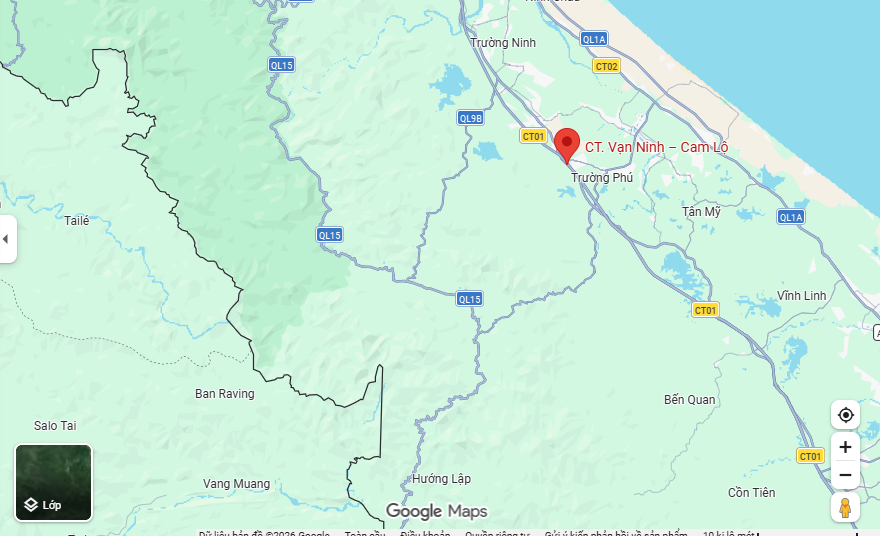 Trường Ninh
QL1A
QL15
CT02
QL9B
CT01
CT. Vạn Ninh – Cam Lộ
Trường Phú
Tailé
Tân Mỹ
QL1A
QL15
QL15
Vĩnh Linh
CT01
Ban Raving
Bến Quan
Salo Tai
CT01
Vang Muang
Hướng Lập
Cồn Tiên
Lớp
Google Maps
Dữ liệu bản đồ ©2026 Google Toàn cầu Điều khoản Quyền riêng tư Gửi ý kiến phản hồi về sản phẩm 10 ki lô mét